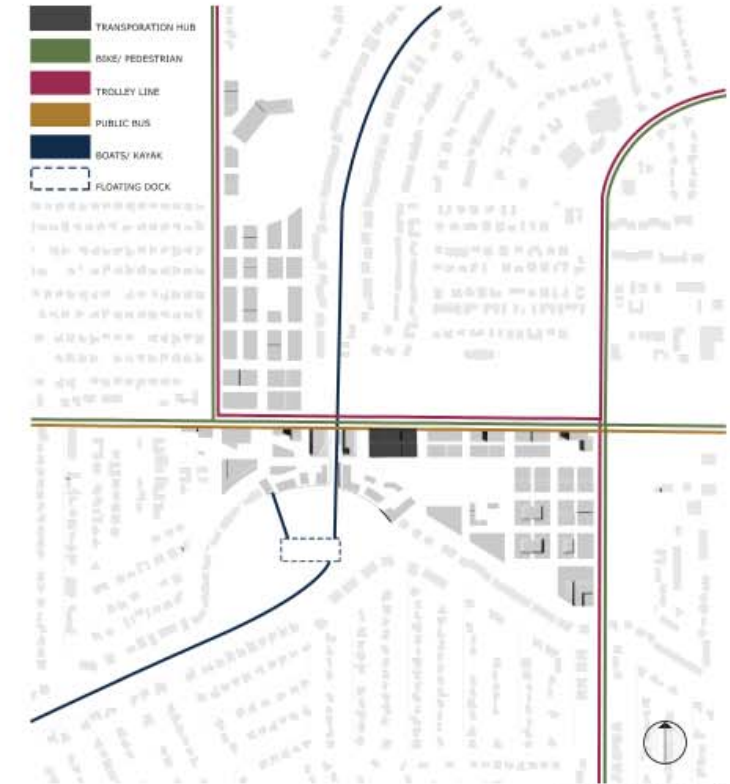 TRANSPORATION HUB
BIKE/ PEDESTRIAN
TROLLEY LINE
PUBLIC BUS
BOATS/ KAYAK
FLOATING DOCK